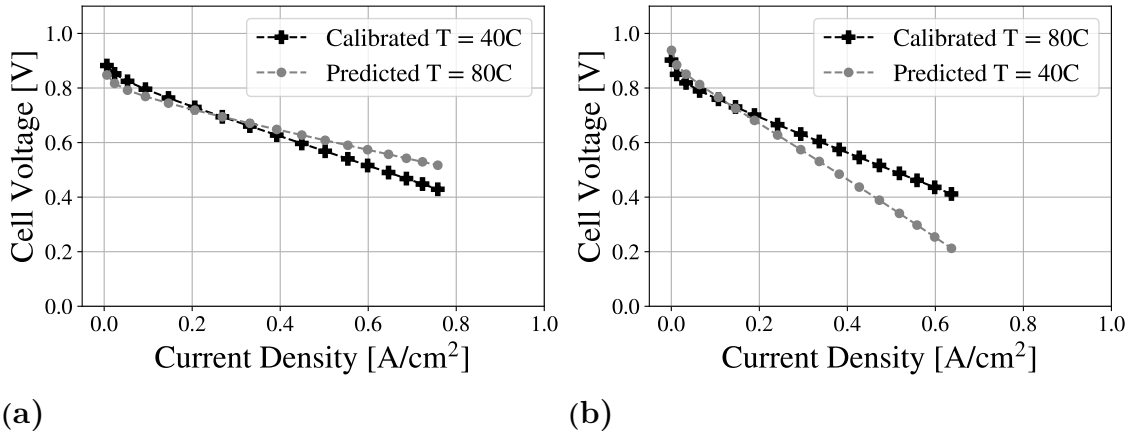 Cell Voltage [V]
1.0
0.8
0.6
0.4
0.2
0.0
Calibrated T = 40C
Predicted T = 80C
0.0 0.2 0.4 0.6 0.8 1.0
Current Density [A/cm²]
(a)
Cell Voltage [V]
1.0
0.8
0.6
0.4
0.2
0.0
Calibrated T = 80C
Predicted T = 40C
0.0 0.2 0.4 0.6 0.8 1.0
Current Density [A/cm²]
(b)